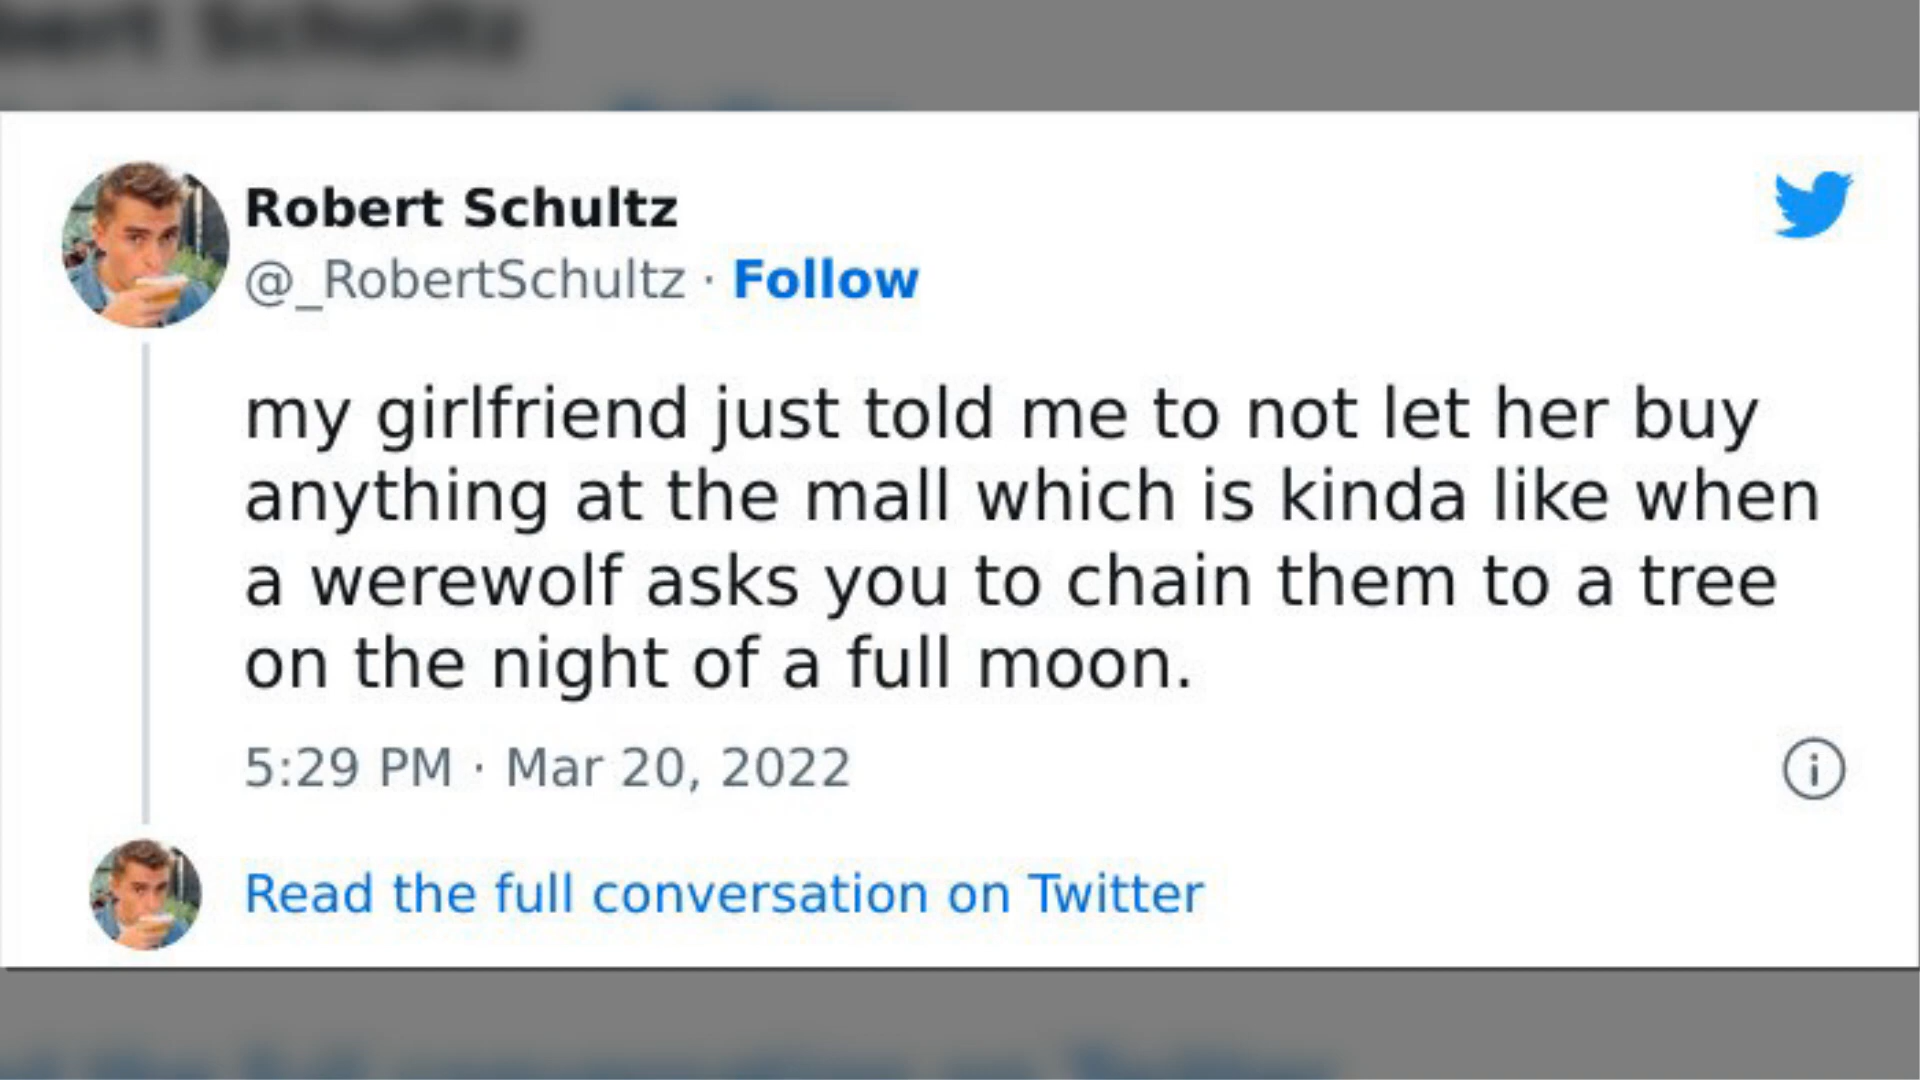 bert Schultz
Robert Schultz
@_RobertSchultz · Follow
my girlfriend just told me to not let her buy
anything at the mall which is kinda like when
a werewolf asks you to chain them to a tree
on the night of a full moon.
5:29 PM · Mar 20, 2022
Read the full conversation on Twitter